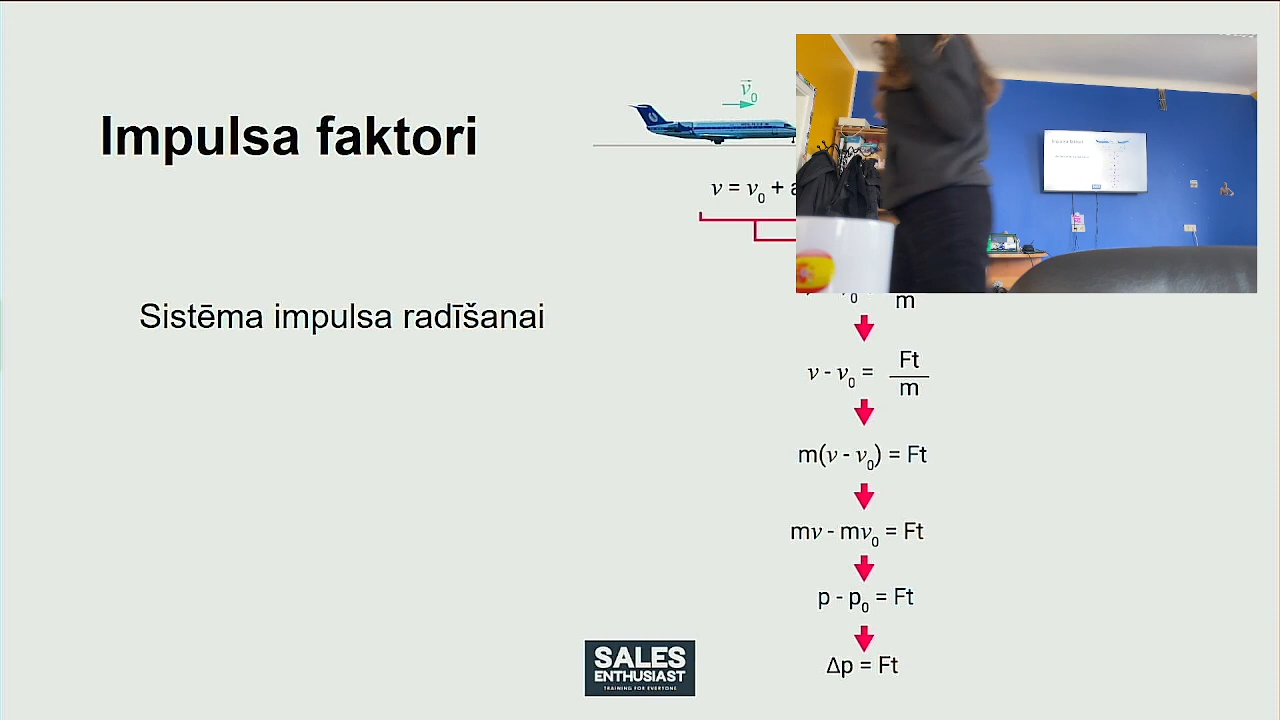 Impulsa faktori
v⃗₀
v = v₀ + a
Sistēma impulsa radīšanai
m
v - v₀ = Ft/m
m(v - v₀) = Ft
mv - mv₀ = Ft
p - p₀ = Ft
Δp = Ft
SALES
ENTHUSIAST
TRAINING FOR EVERYONE